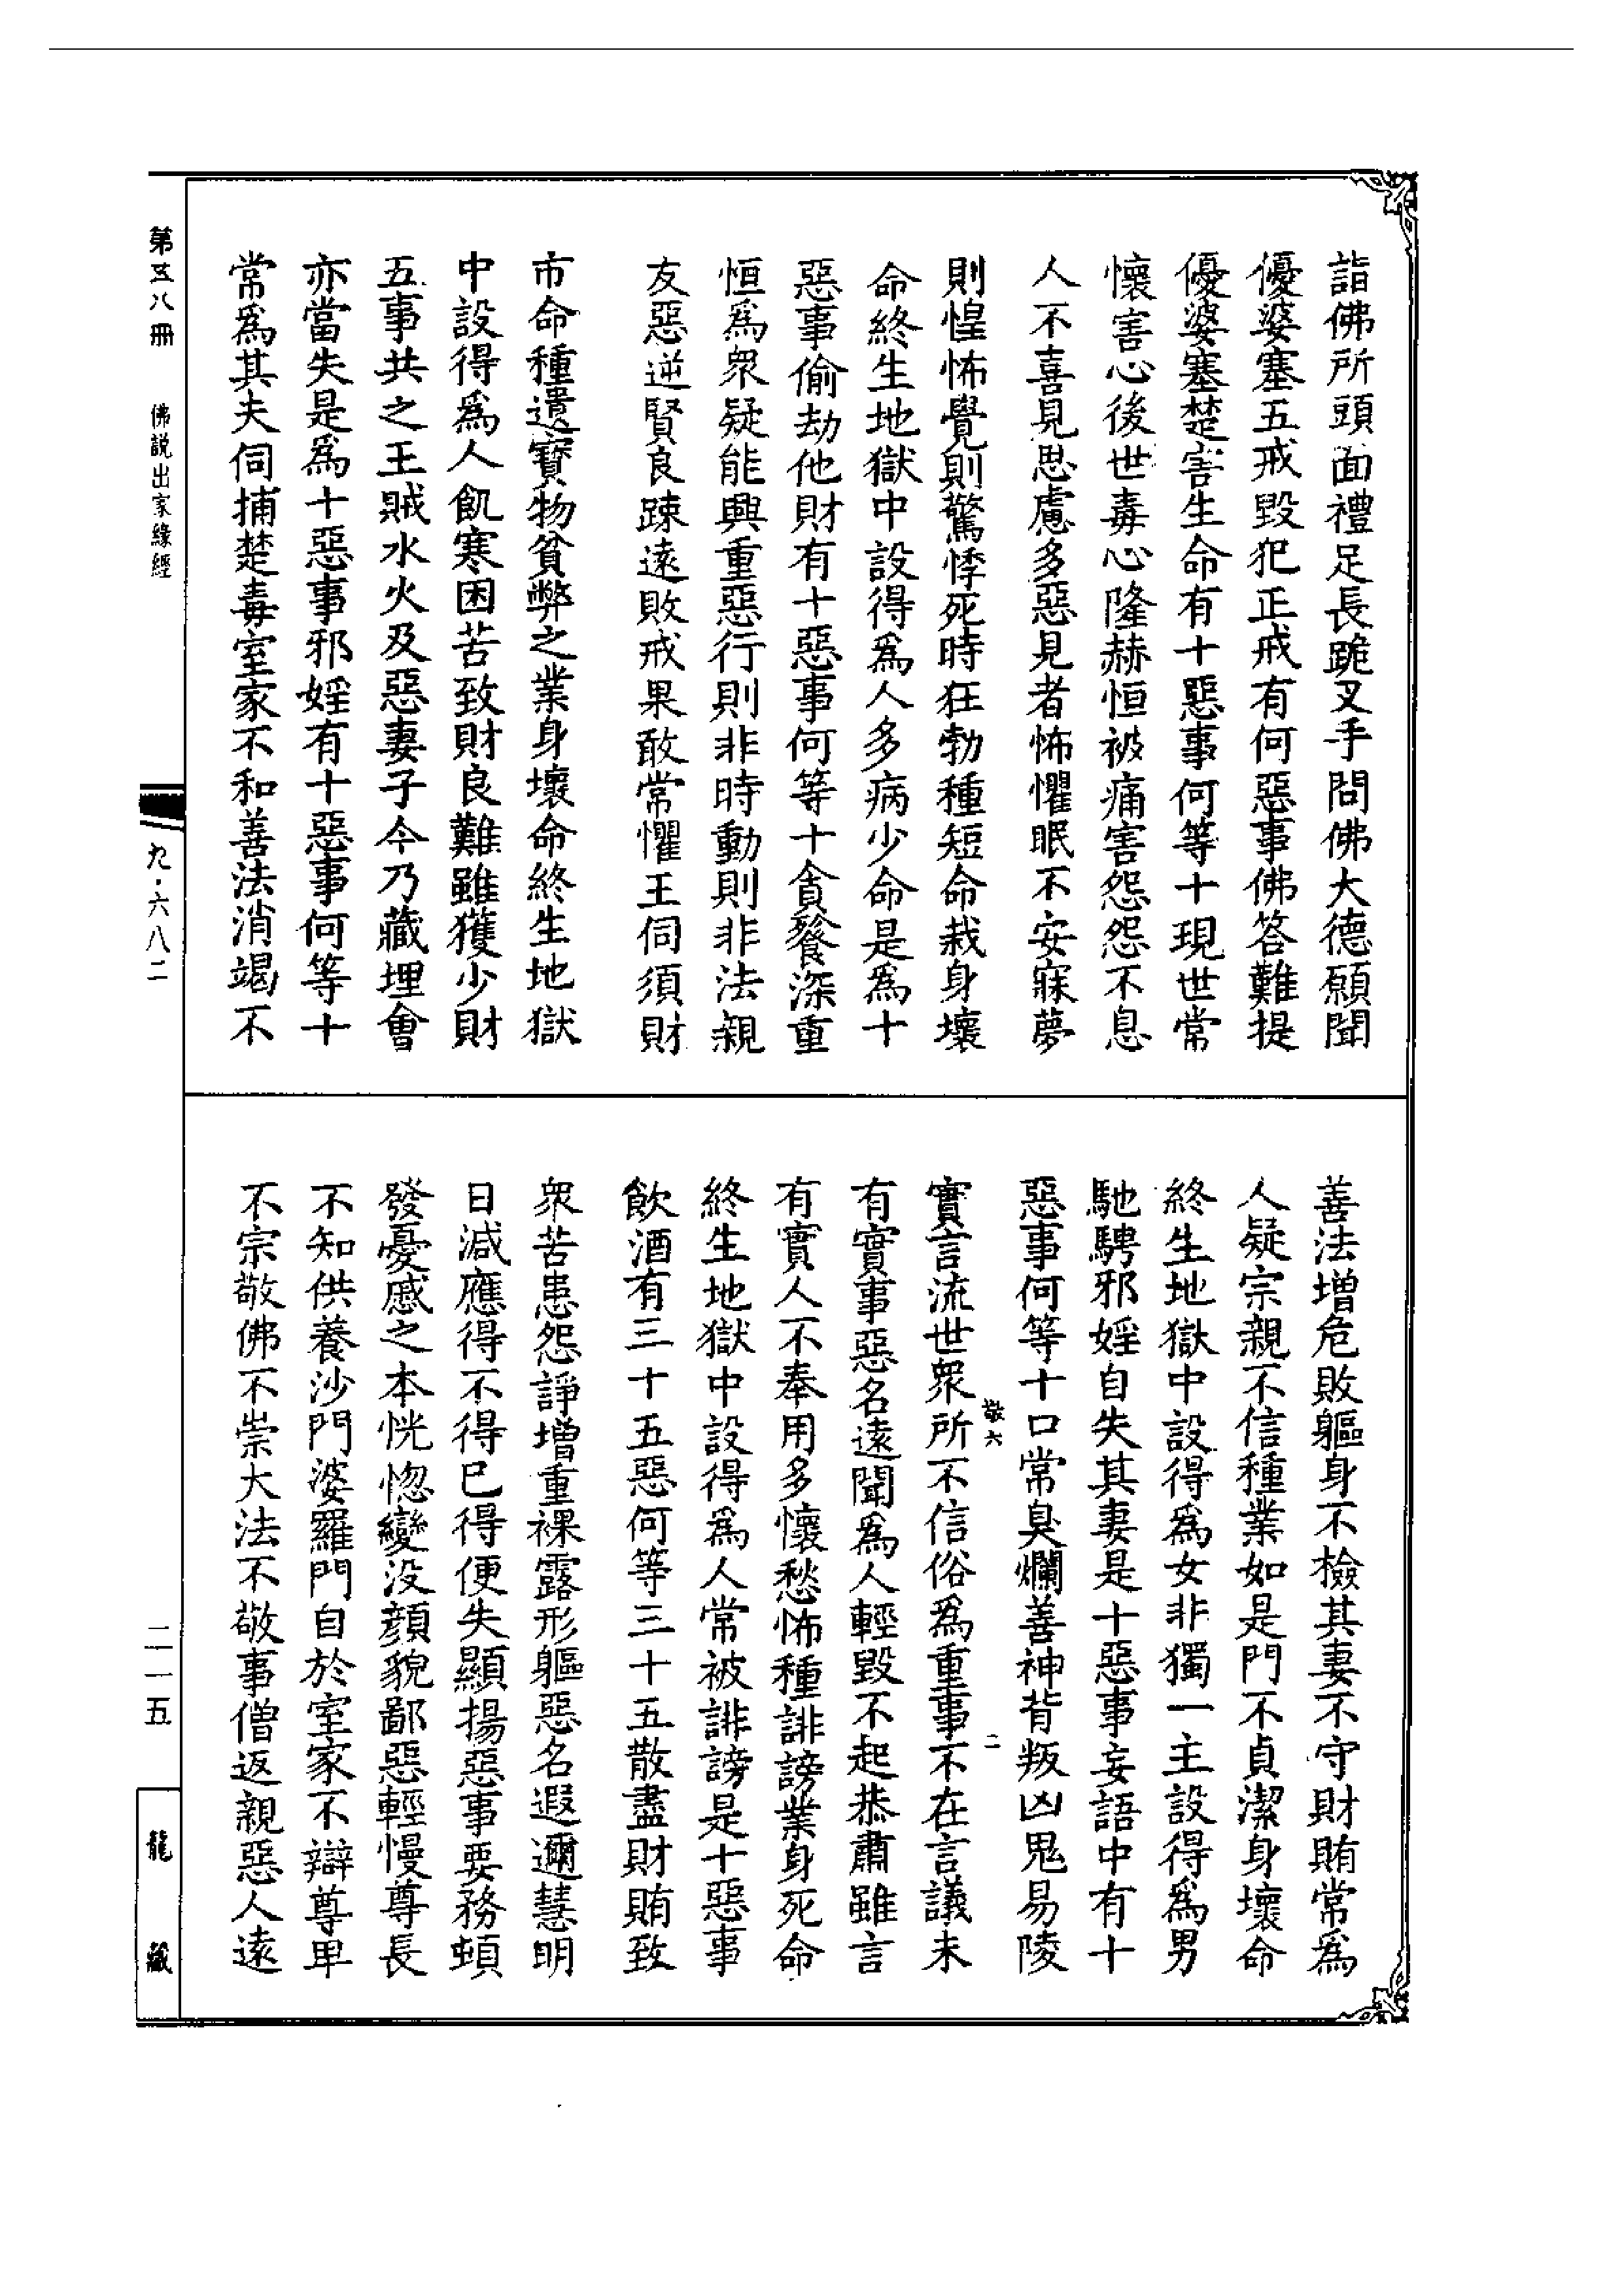 詣佛所頭面禮足長跪叉手問佛大德願聞
優婆塞五戒毀犯正戒有何惡事佛答難提
優婆塞楚害生命有十惡事何等十現世常
懷害心後世毒心隆赫恒被痛害怨怨不息
人不喜見思慮多惡見者怖懼眠不安寐夢
則惶怖覺則驚悸死時狂勃種短命栽身壞
命終生地獄中設得爲人多病少命是爲十
惡事偷劫他財有十惡事何等十貪餮深重
恒爲衆疑能興重惡行則非時動則非法親
友惡逆賢良踈遠敗戒果敢常懼王伺須財
市命種遺寶物貧弊之業身壞命終生地獄
中設得爲人飢寒困苦致財良難雖獲少財
五事共之王賊水火及惡妻子今乃藏埋會
亦當失是爲十惡事邪婬有十惡事何等十
常爲其夫伺捕楚毒室家不和善法消竭不
善法增危敗軀身不檢其妻不守財賄常爲
人疑宗親不信種業如是門不貞潔身壞命
終生地獄中設得爲女非獨一主設得爲男
馳騁邪婬自失其妻是十惡事妄語中有十
惡事何等十口常臭爛善神背叛凶鬼易陵
敬六 二
實言流世衆所不信俗爲重事不在言議未
有實事惡名遠聞爲人輕毀不起恭肅雖言
有實人不奉用多懷愁怖種誹謗業身死命
終生地獄中設得爲人常被誹謗是十惡事
飲酒有三十五惡何等三十五散盡財賄致
衆苦患怨諍增重裸露形軀惡名遐邇慧明
日減應得不得已得便失顯揚惡事要務頓
發憂慼之本恍惚變没顔貌鄙惡輕慢尊長
不知供養沙門婆羅門自於室家不辯尊卑
不宗敬佛不崇大法不敬事僧返親惡人遠
第五八冊 佛説出家緣經
九·六八二
二一五
龍藏